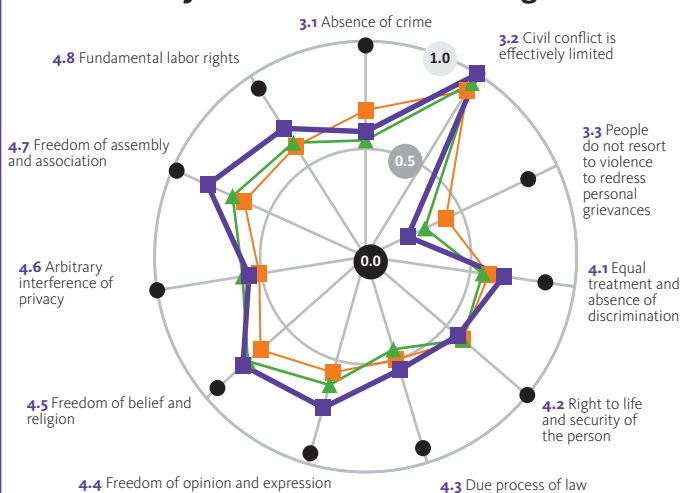 3.1 Absence of crime
3.2 Civil conflict is
effectively limited
1.0
4.8 Fundamental labor rights
3.3 People
do not resort
to violence
to redress
personal
grievances
4.7 Freedom of assembly
and association
0.5
0.0
4.6 Arbitrary
interference of
privacy
4.1 Equal
treatment and
absence of
discrimination
4.5 Freedom of belief and
religion
4.2 Right to life
and security of
the person
4.4 Freedom of opinion and expression
4.3 Due process of law